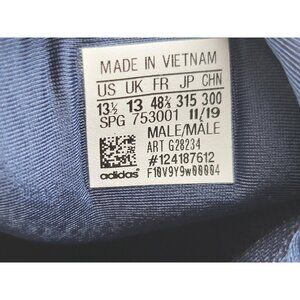 MADE IN VIETNAM
US UK FR JP CHN
13½ 13 48⅔ 315 300
SPG 753001 11/19
MALE/MALE
ART G28234
#124187612
adidas F10V9Y9W00004